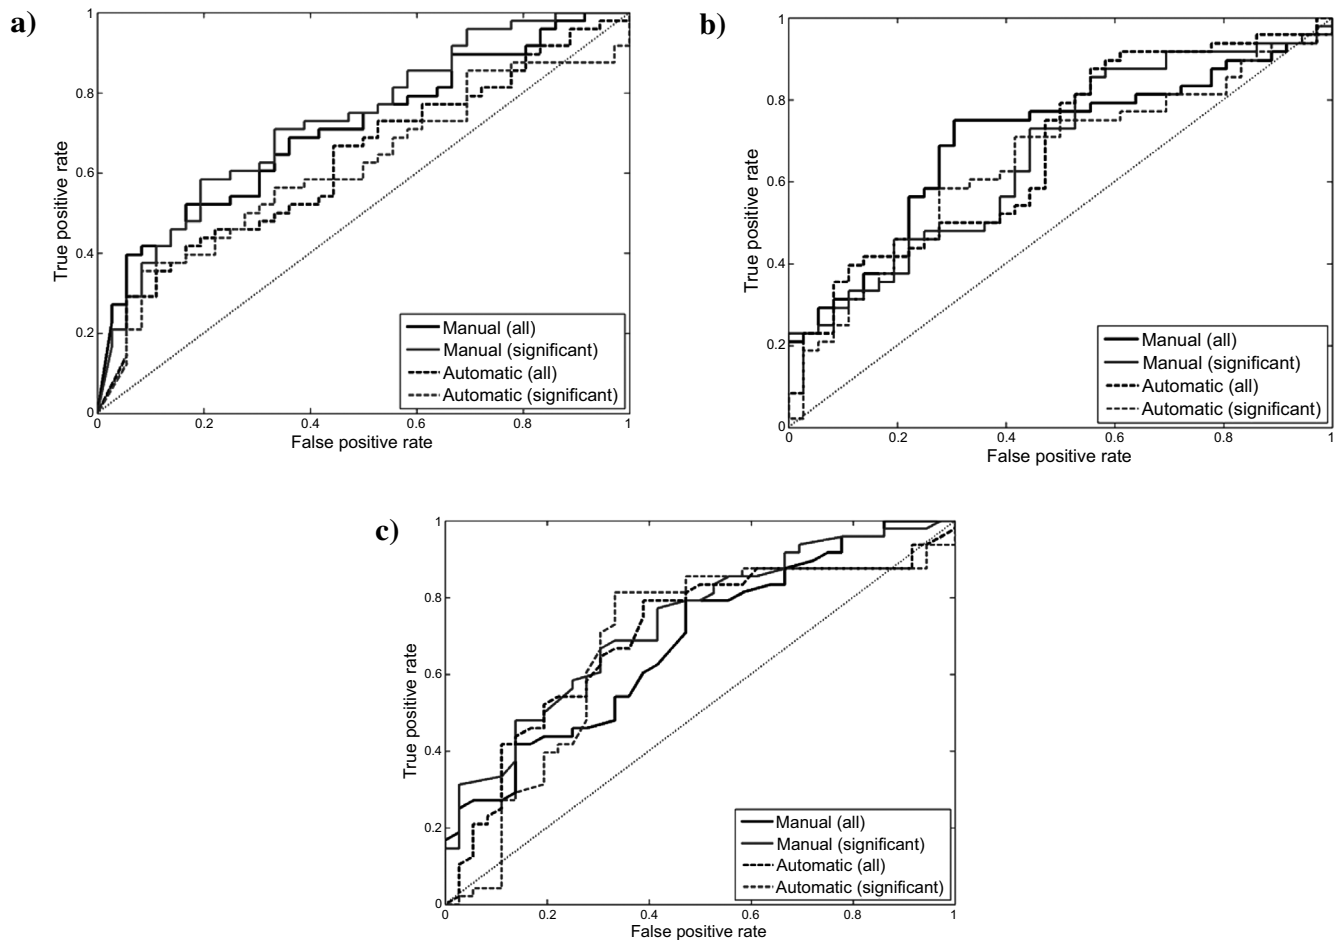 a)
1
0.8
0.6
0.4
0.2
0
True positive rate
0.2
0.4
0.6
0.8
1
False positive rate
Manual (all)
Manual (significant)
Automatic (all)
Automatic (significant)
b)
1
0.8
0.6
0.4
0.2
0
True positive rate
0
0.2
0.4
0.6
0.8
1
False positive rate
Manual (all)
Manual (significant)
Automatic (all)
Automatic (significant)
c)
1
0.8
0.6
0.4
0.2
0
True positive rate
0
0.2
0.4
0.6
0.8
1
False positive rate
Manual (all)
Manual (significant)
Automatic (all)
Automatic (significant)